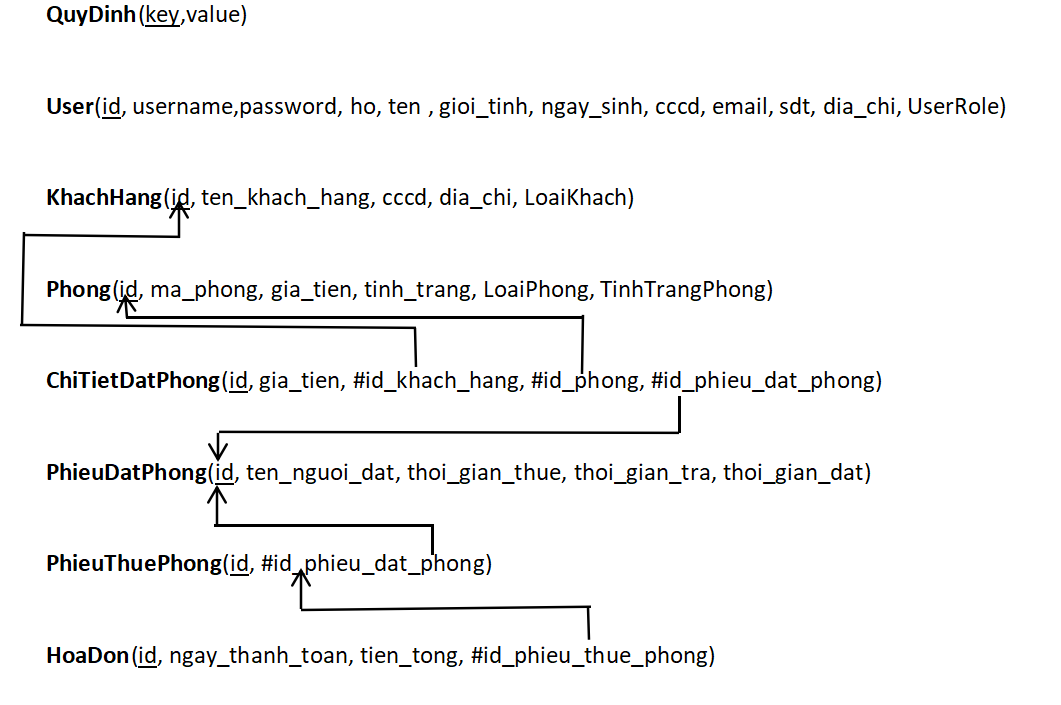 QuyDinh(key,value)
User(id, username,password, ho, ten , gioi_tinh, ngay_sinh, cccd, email, sdt, dia_chi, UserRole)
KhachHang(id, ten_khach_hang, cccd, dia_chi, LoaiKhach)
Phong(id, ma_phong, gia_tien, tinh_trang, LoaiPhong, TinhTrangPhong)
ChiTietDatPhong(id, gia_tien, #id_khach_hang, #id_phong, #id_phieu_dat_phong)
PhieuDatPhong(id, ten_nguoi_dat, thoi_gian_thue, thoi_gian_tra, thoi_gian_dat)
PhieuThuePhong(id, #id_phieu_dat_phong)
HoaDon(id, ngay_thanh_toan, tien_tong, #id_phieu_thue_phong)